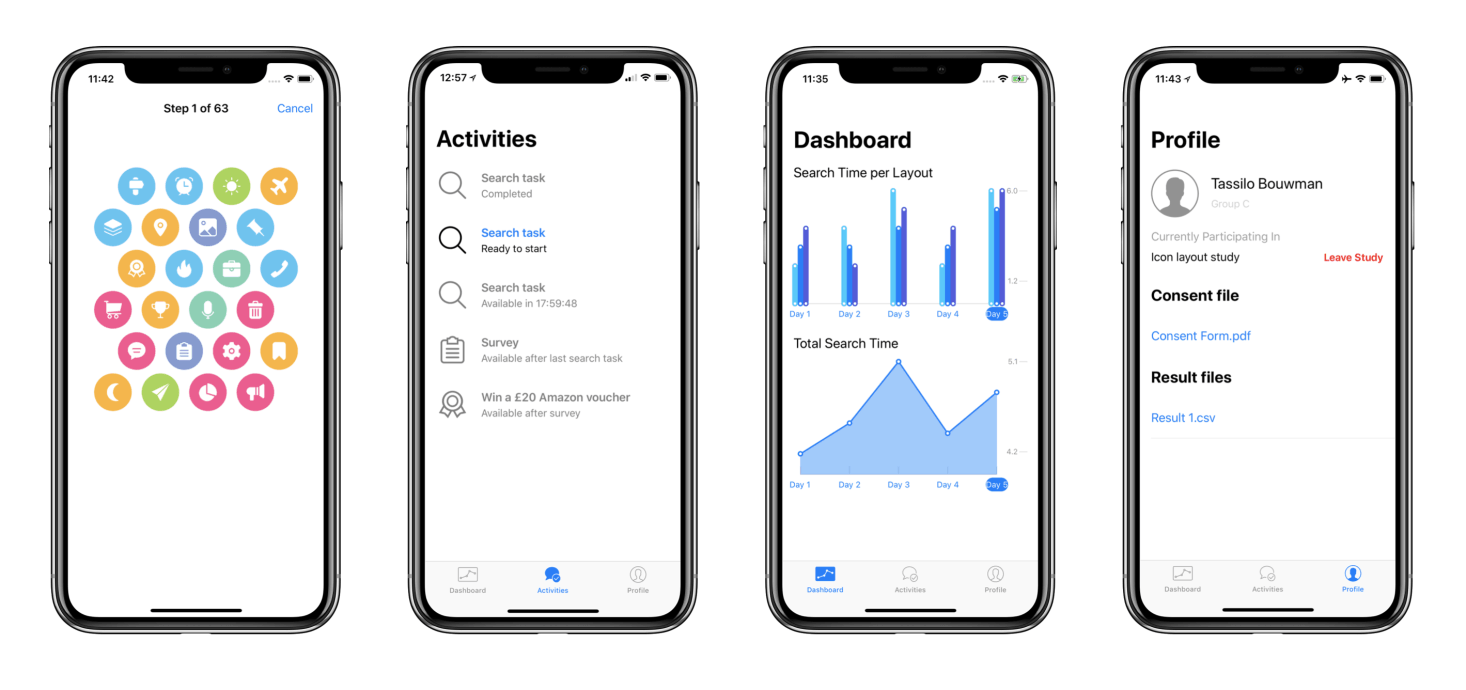 11:42
Step 1 of 63
Cancel
12:57
Activities
Search task
Completed
Search task
Ready to start
Search task
Available in 17:59:48
Survey
Available after last search task
Win a £20 Amazon voucher
Available after survey
Dashboard
Activities
Profile
11:35
Dashboard
Search Time per Layout
6.0
1.2
Day 1
Day 2
Day 3
Day 4
Day 5
Total Search Time
5.1
4.2
Day 1
Day 2
Day 3
Day 4
Day 5
Dashboard
Activities
Profile
11:43
Profile
Tassilo Bouwman
Group C
Currently Participating In
Icon layout study
Leave Study
Consent file
Consent Form.pdf
Result files
Result 1.csv
Dashboard
Activities
Profile